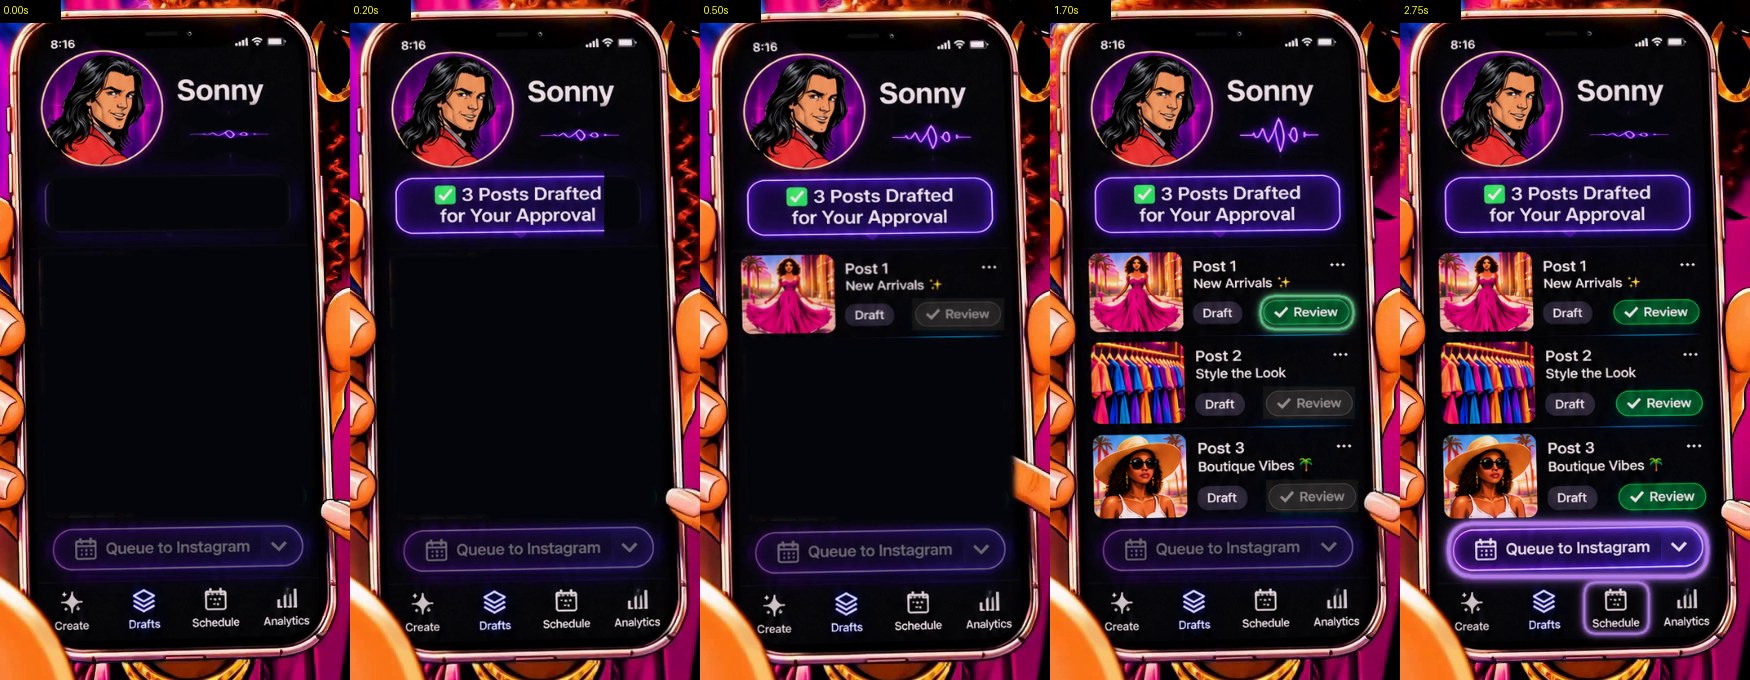 0.00s
8:16
Sonny
Queue to Instagram
Create
Drafts
Schedule
Analytics
0.20s
8:16
Sonny
✅ 3 Posts Drafted
for Your Approval
Queue to Instagram
Create
Drafts
Schedule
Analytics
0.50s
8:16
Sonny
✅ 3 Posts Drafted
for Your Approval
Post 1
New Arrivals ✨
Draft
✓ Review
Queue to Instagram
Create
Drafts
Schedule
Analytics
1.70s
8:16
Sonny
✅ 3 Posts Drafted
for Your Approval
Post 1
New Arrivals ✨
Draft
✓ Review
Post 2
Style the Look
Draft
✓ Review
Post 3
Boutique Vibes 🌴
Draft
✓ Review
Queue to Instagram
Create
Drafts
Schedule
Analytics
2.75s
8:16
Sonny
✅ 3 Posts Drafted
for Your Approval
Post 1
New Arrivals ✨
Draft
✓ Review
Post 2
Style the Look
Draft
✓ Review
Post 3
Boutique Vibes 🌴
Draft
✓ Review
Queue to Instagram
Create
Drafts
Schedule
Analytics